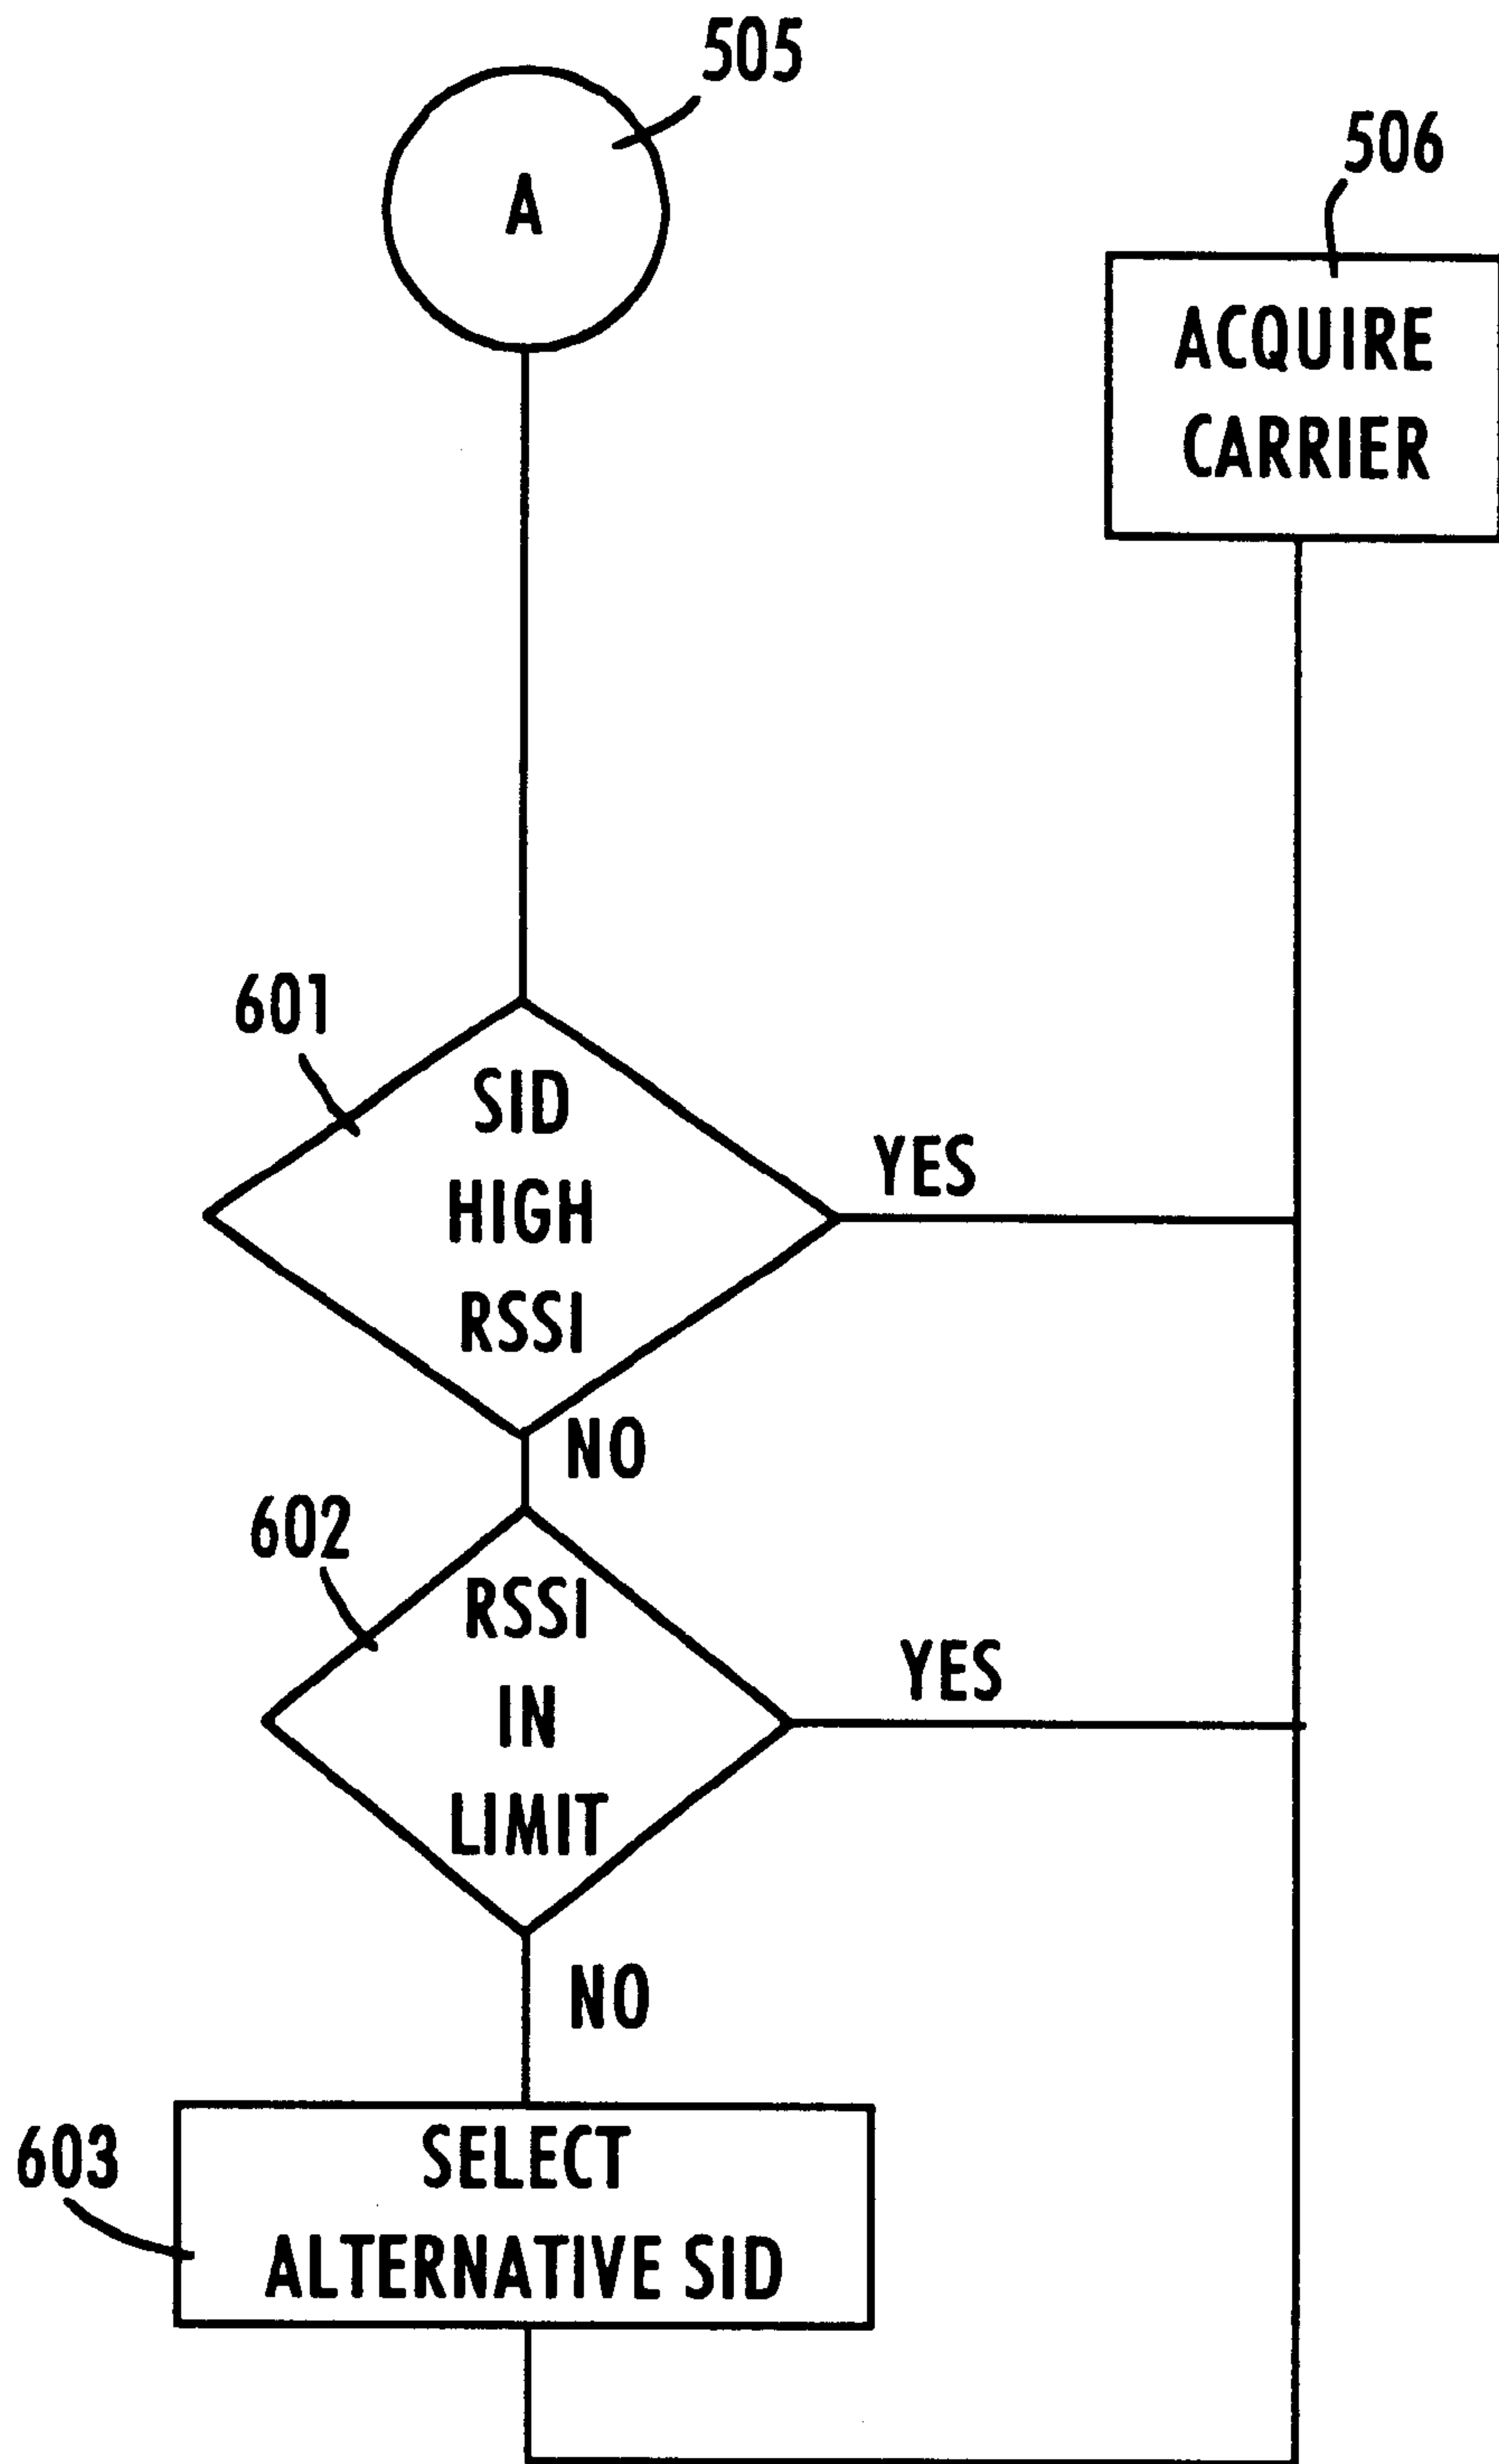 505
A
506
ACQUIRE
CARRIER
601
SID
HIGH
RSSI
YES
NO
602
RSSI
IN
LIMIT
YES
NO
603
SELECT
ALTERNATIVE SID